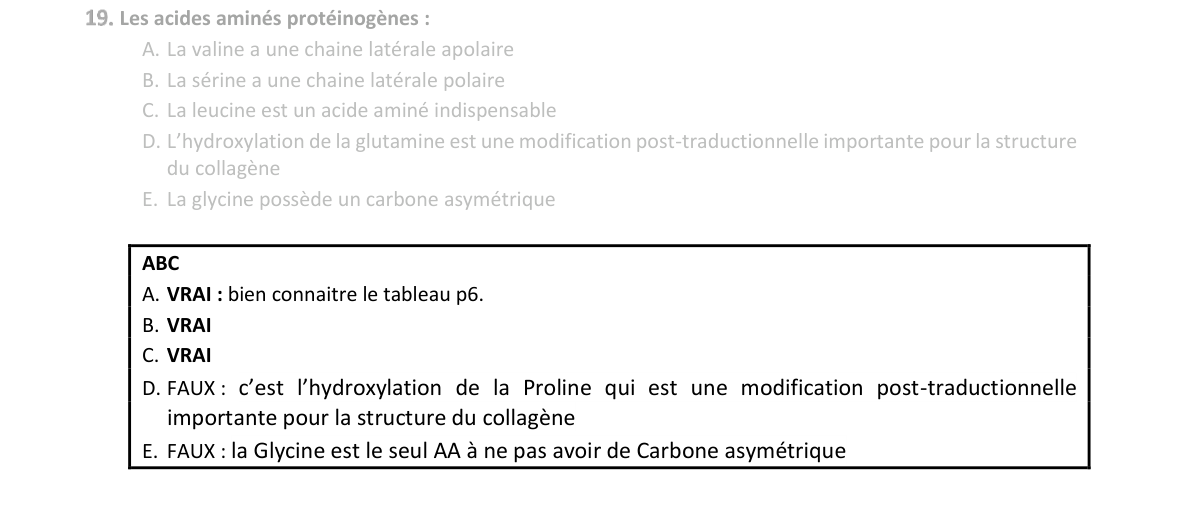 19. Les acides aminés protéinogènes :
A. La valine a une chaine latérale apolaire
B. La sérine a une chaine latérale polaire
C. La leucine est un acide aminé indispensable
D. L’hydroxylation de la glutamine est une modification post-traductionnelle importante pour la structure
du collagène
E. La glycine possède un carbone asymétrique
ABC
A. VRAI : bien connaitre le tableau p6.
B. VRAI
C. VRAI
D. FAUX : c’est l’hydroxylation de la Proline qui est une modification post-traductionnelle
importante pour la structure du collagène
E. FAUX : la Glycine est le seul AA à ne pas avoir de Carbone asymétrique